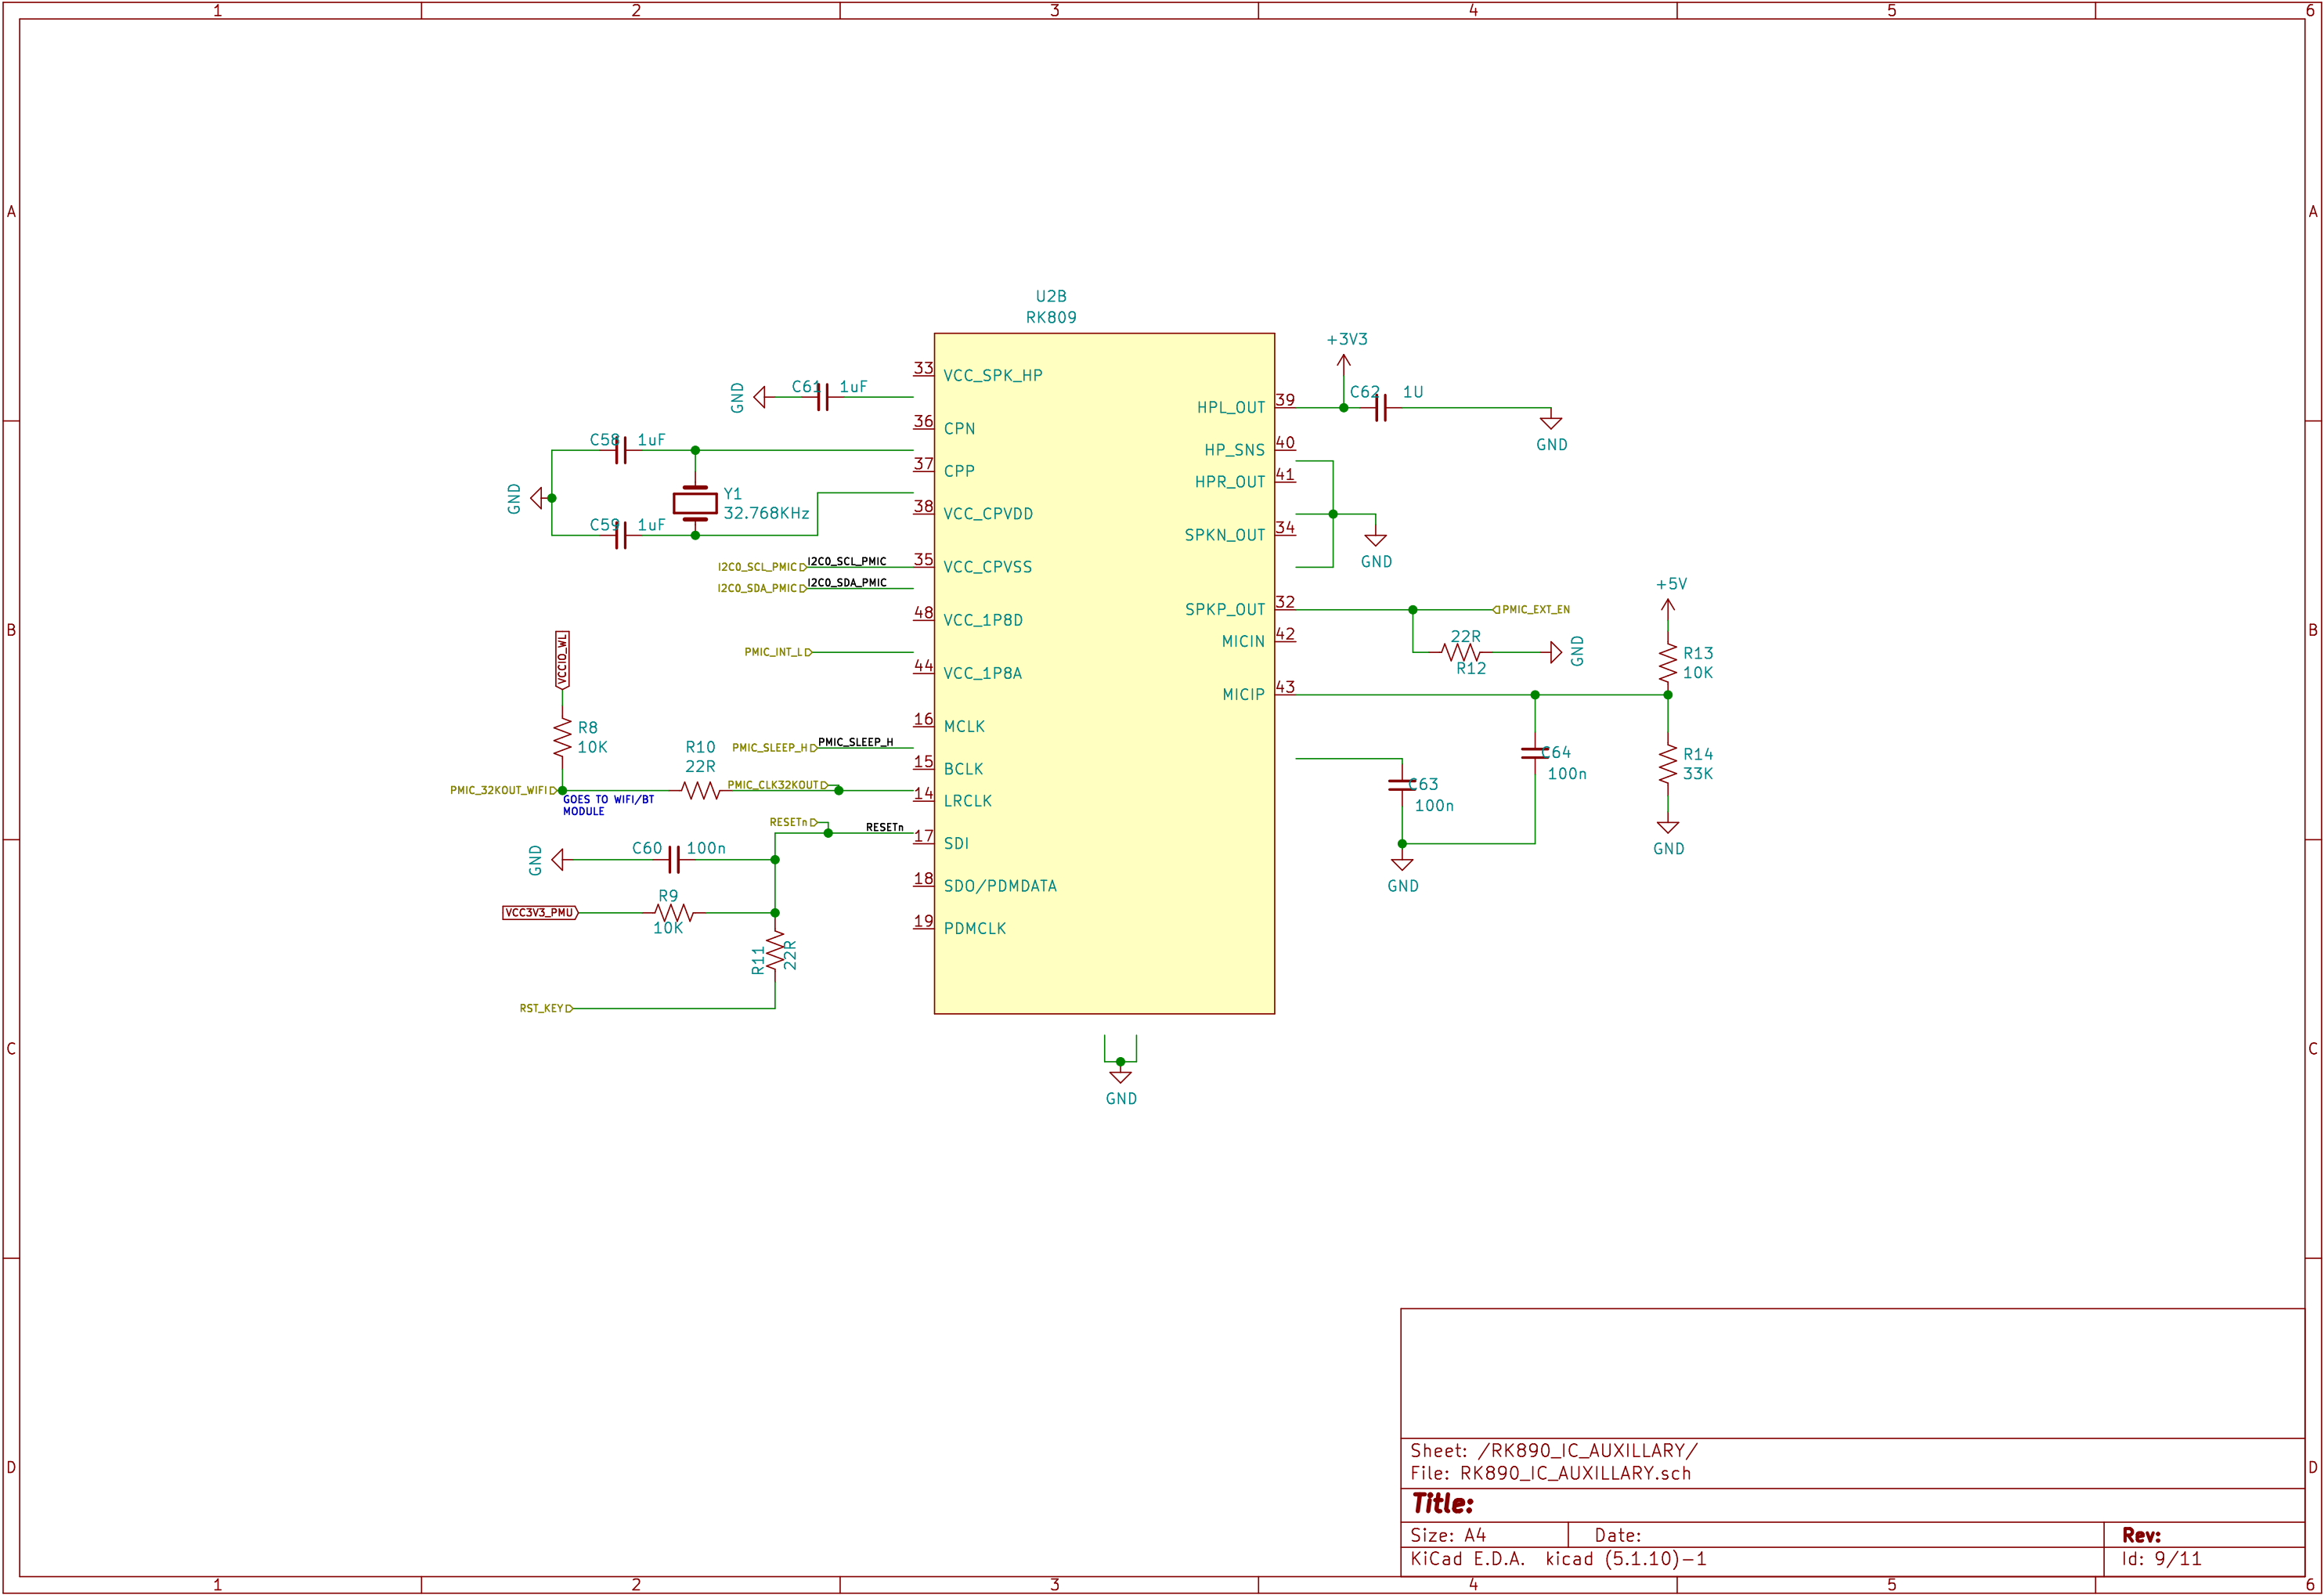 1 2 3 4 5 6
A A
B B
C C
D D
U2B
RK809
33 VCC_SPK_HP
36 CPN
37 CPP
38 VCC_CPVDD
35 VCC_CPVSS
48 VCC_1P8D
44 VCC_1P8A
16 MCLK
15 BCLK
14 LRCLK
17 SDI
18 SDO/PDMDATA
19 PDMCLK
HPL_OUT 39
HP_SNS 40
HPR_OUT 41
SPKN_OUT 34
SPKP_OUT 32
MICIN 42
MICIP 43
GND
C61 1uF
C58 1uF
GND
Y1
32.768KHz
C59 1uF
I2C0_SCL_PMIC I2C0_SCL_PMIC
I2C0_SDA_PMIC I2C0_SDA_PMIC
PMIC_INT_L
VCCIO_WL
R8
10K
PMIC_SLEEP_H PMIC_SLEEP_H
R10
22R
PMIC_CLK32KOUT
PMIC_32KOUT_WIFI
GOES TO WIFI/BT
MODULE
RESETn RESETn
GND
C60 100n
VCC3V3_PMU
R9
10K
R11
22R
RST_KEY
GND
+3V3
C62 1U
GND
GND
PMIC_EXT_EN
22R
R12
GND
+5V
R13
10K
C64
100n
R14
33K
GND
C63
100n
GND
Sheet: /RK890_IC_AUXILLARY/
File: RK890_IC_AUXILLARY.sch
Title:
Size: A4 Date: Rev:
KiCad E.D.A. kicad (5.1.10)-1 Id: 9/11
1 2 3 4 5 6